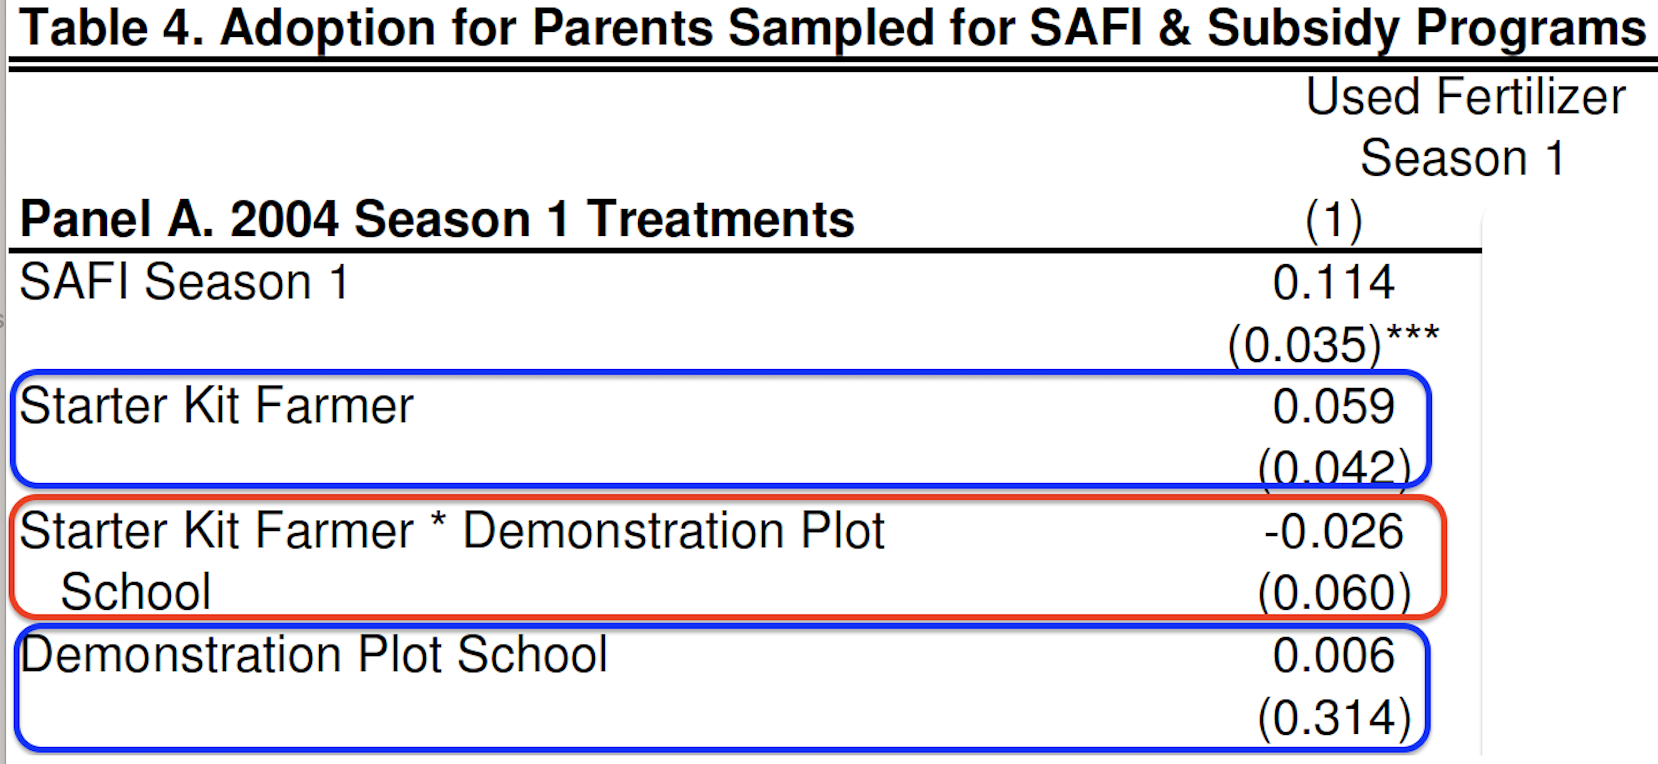 Table 4. Adoption for Parents Sampled for SAFI & Subsidy Programs
Used Fertilizer
Season 1
Panel A. 2004 Season 1 Treatments (1)
SAFI Season 1 0.114
(0.035)***
Starter Kit Farmer 0.059
(0.042)
Starter Kit Farmer * Demonstration Plot -0.026
School (0.060)
Demonstration Plot School 0.006
(0.314)